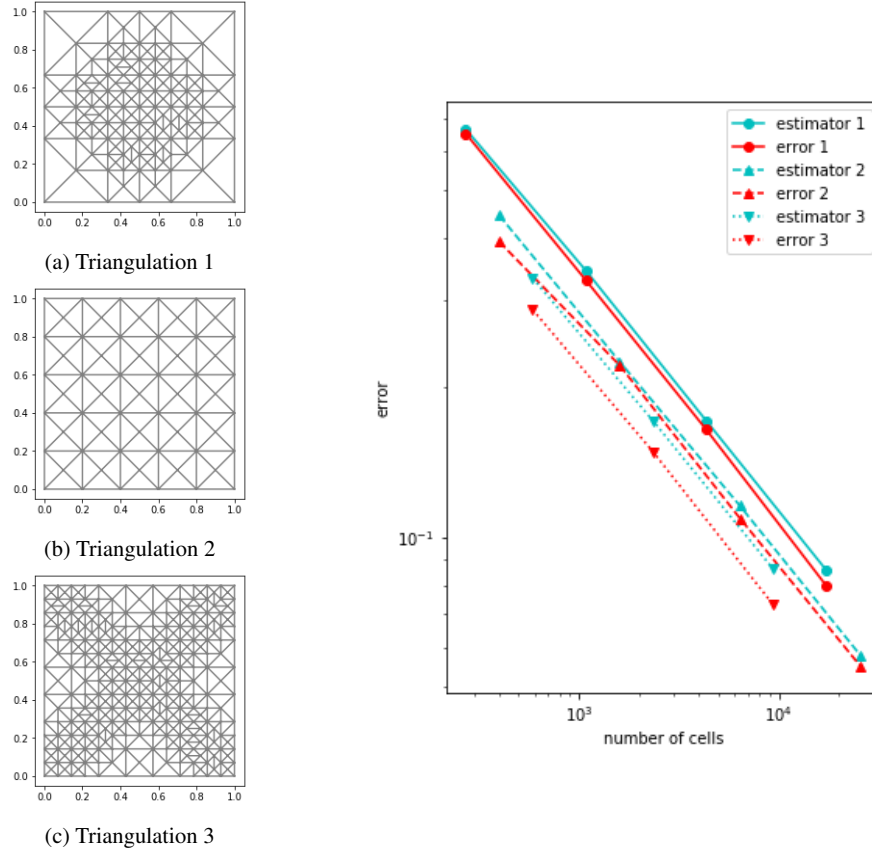 1.0
0.8
0.6
0.4
0.2
0.0
0.0 0.2 0.4 0.6 0.8 1.0
(a) Triangulation 1
1.0
0.8
0.6
0.4
0.2
0.0
0.0 0.2 0.4 0.6 0.8 1.0
(b) Triangulation 2
1.0
0.8
0.6
0.4
0.2
0.0
0.0 0.2 0.4 0.6 0.8 1.0
(c) Triangulation 3
estimator 1
error 1
estimator 2
error 2
estimator 3
error 3
error
10⁻¹
10³ 10⁴
number of cells